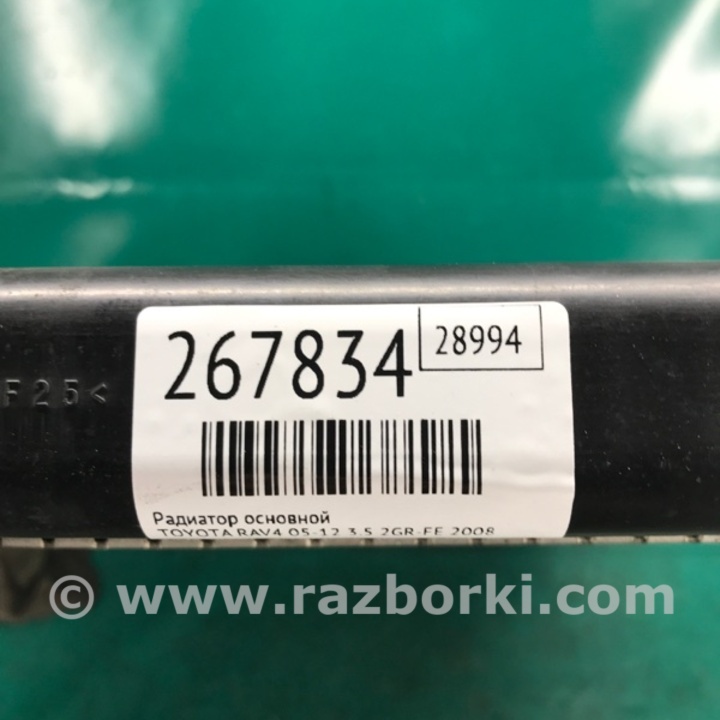 267834
28994
F25<
Радиатор основной
TOYOTA RAV4 05-12 3.5 2GR-FE 2008
© www.razborki.com